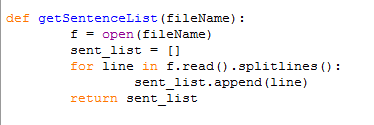 def getSentenceList(fileName):
        f = open(fileName)
        sent_list = []
        for line in f.read().splitlines():
                sent_list.append(line)
        return sent_list